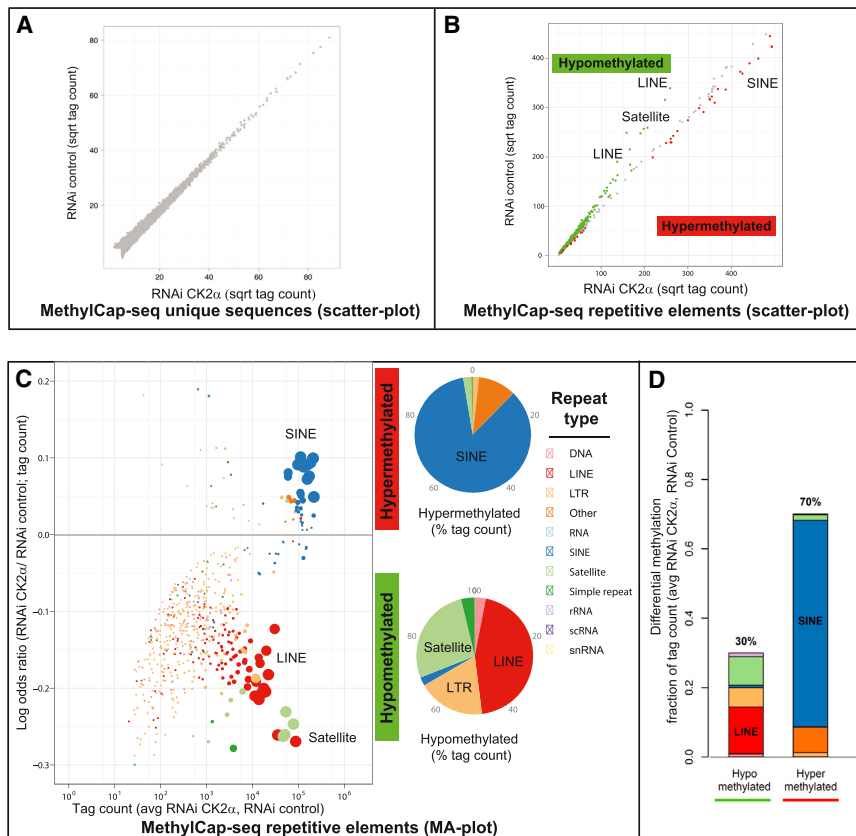 A
80
60
40
20
RNAi control (sqrt tag count)
20
40
60
80
RNAi CK2α (sqrt tag count)
MethylCap-seq unique sequences (scatter-plot)
B
400
300
200
100
0
RNAi control (sqrt tag count)
Hypomethylated
LINE
SINE
Satellite
LINE
Hypermethylated
100
200
300
400
RNAi CK2α (sqrt tag count)
MethylCap-seq repetitive elements (scatter-plot)
C
0.2
0.1
0.0
−0.1
−0.2
−0.3
Log odds ratio (RNAi CK2α/ RNAi control; tag count)
SINE
LINE
Satellite
10⁰
10¹
10²
10³
10⁴
10⁵
10⁶
Tag count (avg RNAi CK2α, RNAi control)
MethylCap-seq repetitive elements (MA-plot)
Hypermethylated
0
80
20
SINE
60
40
Hypermethylated
(% tag count)
Hypomethylated
100
80
20
Satellite
LINE
LTR
60
40
Hypomethylated
(% tag count)
Repeat
type
DNA
LINE
LTR
Other
RNA
SINE
Satellite
Simple repeat
rRNA
scRNA
snRNA
D
Differential methylation
fraction of tag count (avg RNAi CK2α, RNAi Control)
1.0
0.8
0.6
0.4
0.2
0.0
30%
70%
SINE
LINE
Hypo
methylated
Hyper
methylated